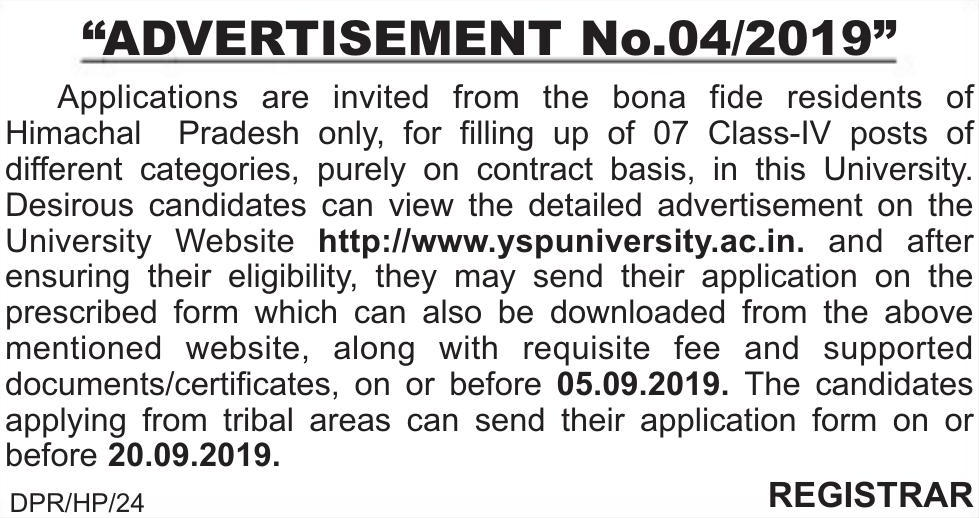 “ADVERTISEMENT No.04/2019”
Applications are invited from the bona fide residents of
Himachal Pradesh only, for filling up of 07 Class-IV posts of
different categories, purely on contract basis, in this University.
Desirous candidates can view the detailed advertisement on the
University Website http://www.yspuniversity.ac.in. and after
ensuring their eligibility, they may send their application on the
prescribed form which can also be downloaded from the above
mentioned website, along with requisite fee and supported
documents/certificates, on or before 05.09.2019. The candidates
applying from tribal areas can send their application form on or
before 20.09.2019.
DPR/HP/24
REGISTRAR